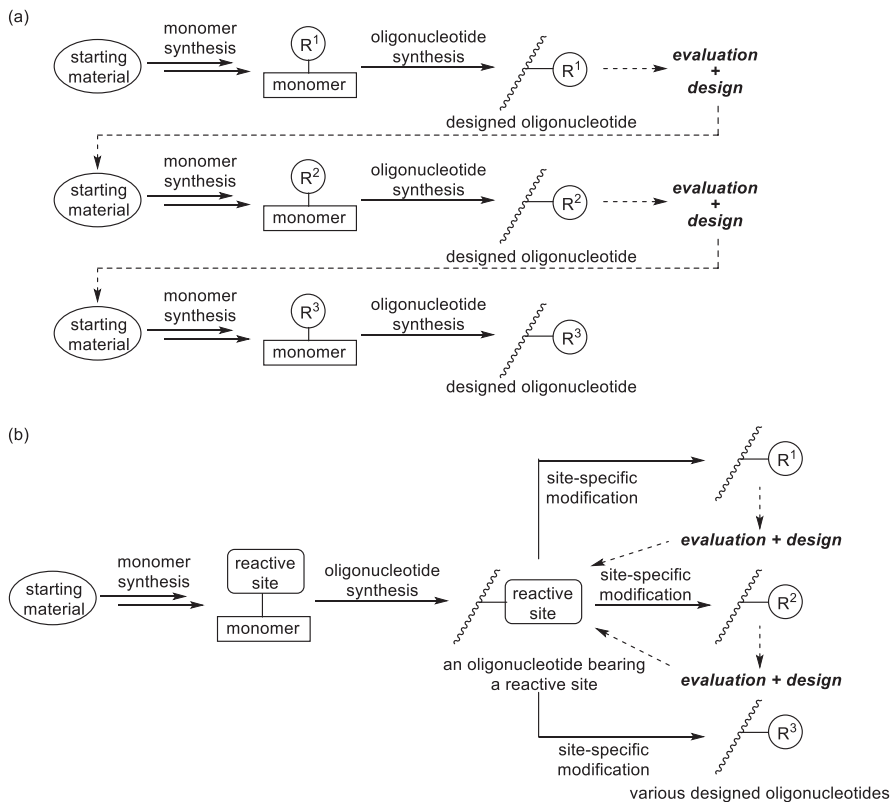 (a)
starting
material
monomer
synthesis
R1
monomer
oligonucleotide
synthesis
R1
designed oligonucleotide
evaluation
+
design
starting
material
monomer
synthesis
R2
monomer
oligonucleotide
synthesis
R2
designed oligonucleotide
evaluation
+
design
starting
material
monomer
synthesis
R3
monomer
oligonucleotide
synthesis
R3
designed oligonucleotide
(b)
starting
material
monomer
synthesis
reactive
site
monomer
oligonucleotide
synthesis
reactive
site
an oligonucleotide bearing
a reactive site
site-specific
modification
R1
evaluation + design
site-specific
modification
R2
evaluation + design
site-specific
modification
R3
various designed oligonucleotides